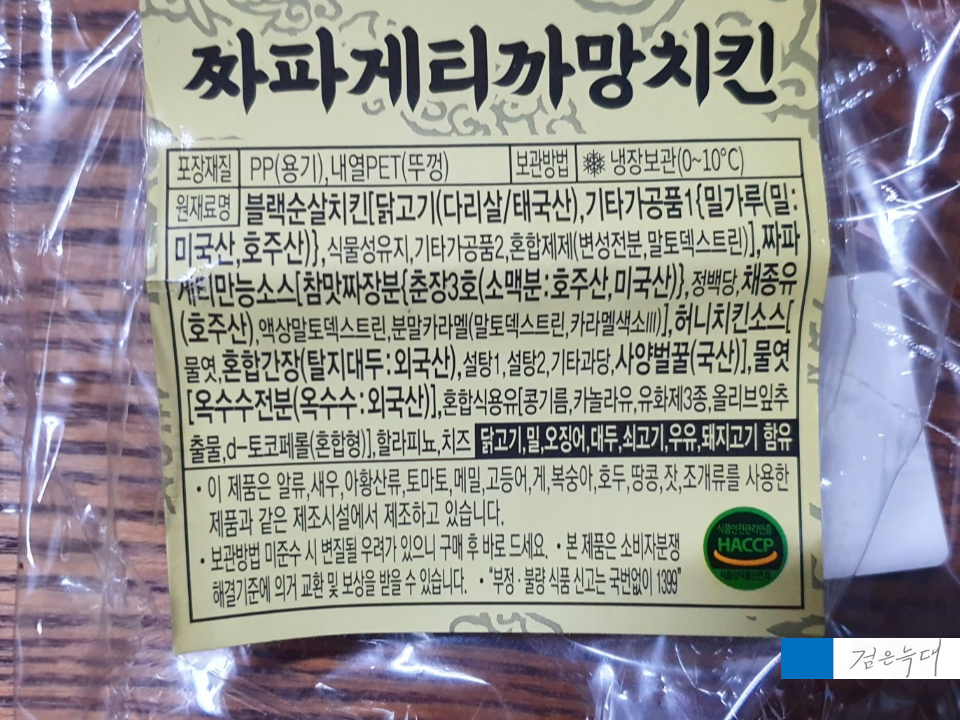 짜파게티까망치킨
포장재질 PP(용기),내열PET(뚜껑) 보관방법 냉장보관(0~10℃)
원재료명 블랙순살치킨[닭고기(다리살/태국산),기타가공품1{밀가루(밀:
미국산,호주산)},식물성유지,기타가공품2,혼합제제(변성전분,말토덱스트린)],짜파
게티만능소스[참맛짜장분{춘장3호(소맥분:호주산,미국산)},정백당,채종유
(호주산),액상말토덱스트린,분말카라멜(말토덱스트린,카라멜색소III)],허니치킨소스[
물엿,혼합간장(탈지대두:외국산),설탕1,설탕2,기타과당,사양벌꿀(국산)],물엿
[옥수수전분(옥수수:외국산)],혼합식용유[콩기름,카놀라유,유화제3종,올리브잎추
출물,d-토코페롤(혼합형)],할라피뇨,치즈 닭고기,밀,오징어,대두,쇠고기,우유,돼지고기 함유
• 이 제품은 알류,새우,아황산류,토마토,메밀,고등어,게,복숭아,호두,땅콩,잣,조개류를 사용한
제품과 같은 제조시설에서 제조하고 있습니다.
• 보관방법 미준수 시 변질될 우려가 있으니 구매 후 바로 드세요. • 본 제품은 소비자분쟁
해결기준에 의거 교환 및 보상을 받을 수 있습니다. • "부정·불량 식품 신고는 국번없이 1399"
식품안전관리인증
HACCP
식품의약품안전처
검은늑대